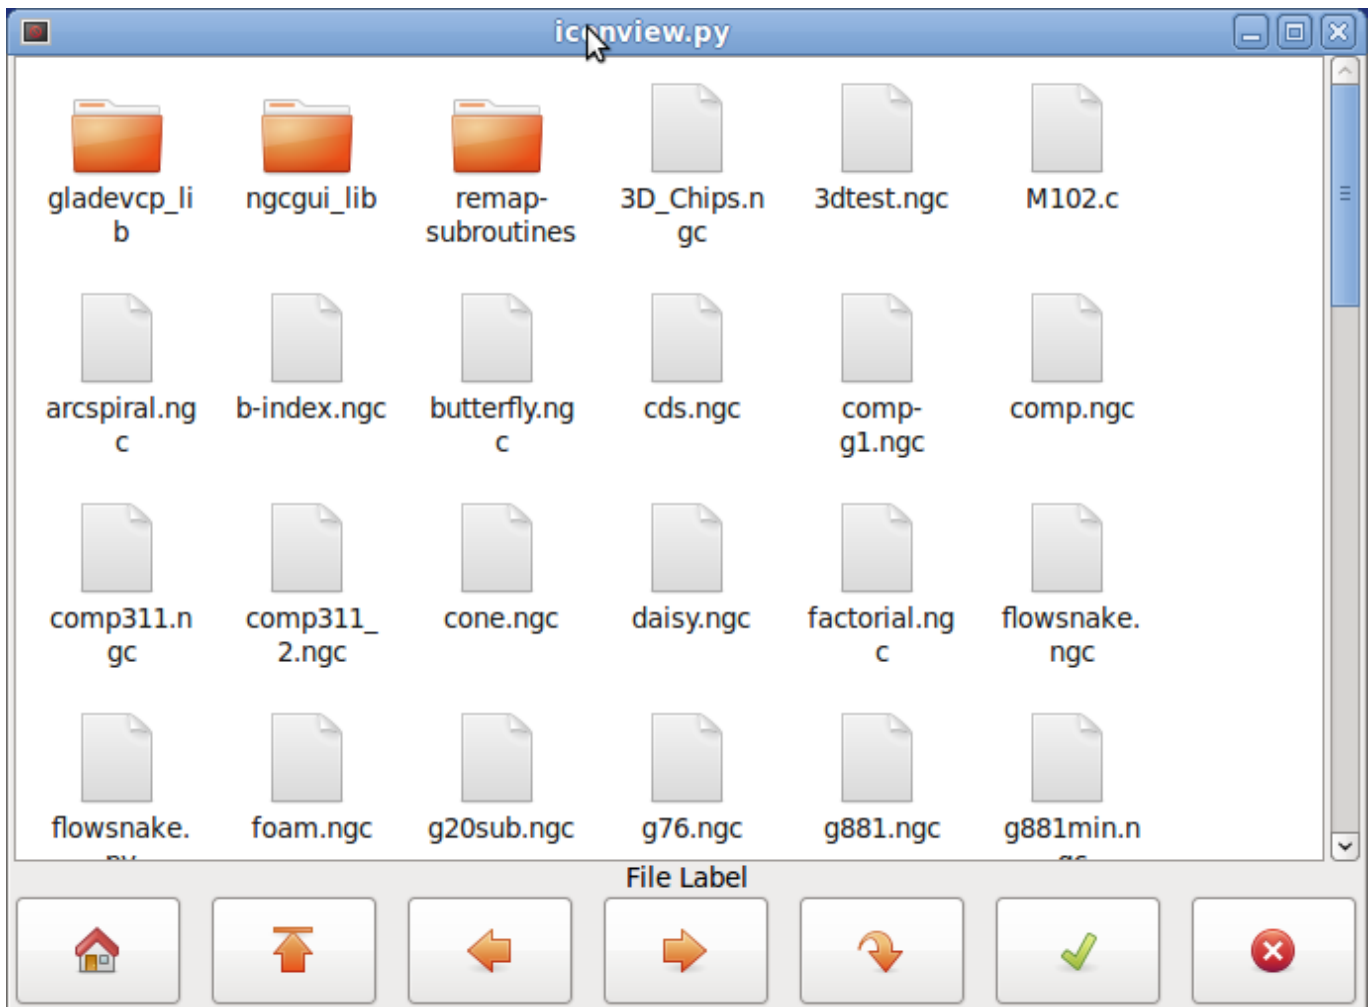 iconview.py
gladevcp_li
b
ngcgui_lib
remap-
subroutines
3D_Chips.n
gc
3dtest.ngc
M102.c
arcspiral.ng
c
b-index.ngc
butterfly.ng
c
cds.ngc
comp-
g1.ngc
comp.ngc
comp311.n
gc
comp311_
2.ngc
cone.ngc
daisy.ngc
factorial.ng
c
flowsnake.
ngc
flowsnake.
py
foam.ngc
g20sub.ngc
g76.ngc
g881.ngc
g881min.n
gc
File Label